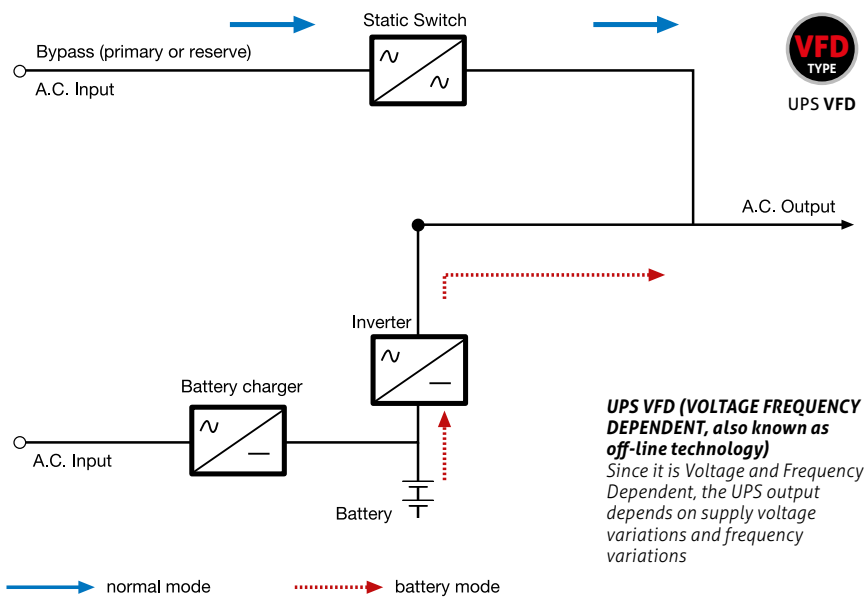 Static Switch
Bypass (primary or reserve)
A.C. Input
VFD
TYPE
UPS VFD
A.C. Output
Inverter
Battery charger
A.C. Input
Battery
UPS VFD (VOLTAGE FREQUENCY
DEPENDENT, also known as
off-line technology)
Since it is Voltage and Frequency
Dependent, the UPS output
depends on supply voltage
variations and frequency
variations
normal mode
battery mode